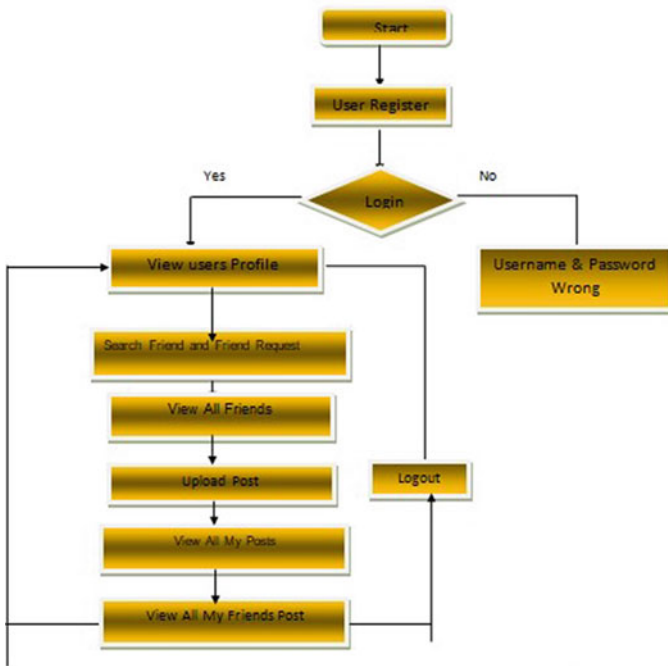 Start
User Register
Yes
No
Login
View users Profile
Username & Password
Wrong
Search Friend and Friend Request
View All Friends
Upload Post
Logout
View All My Posts
View All My Friends Post